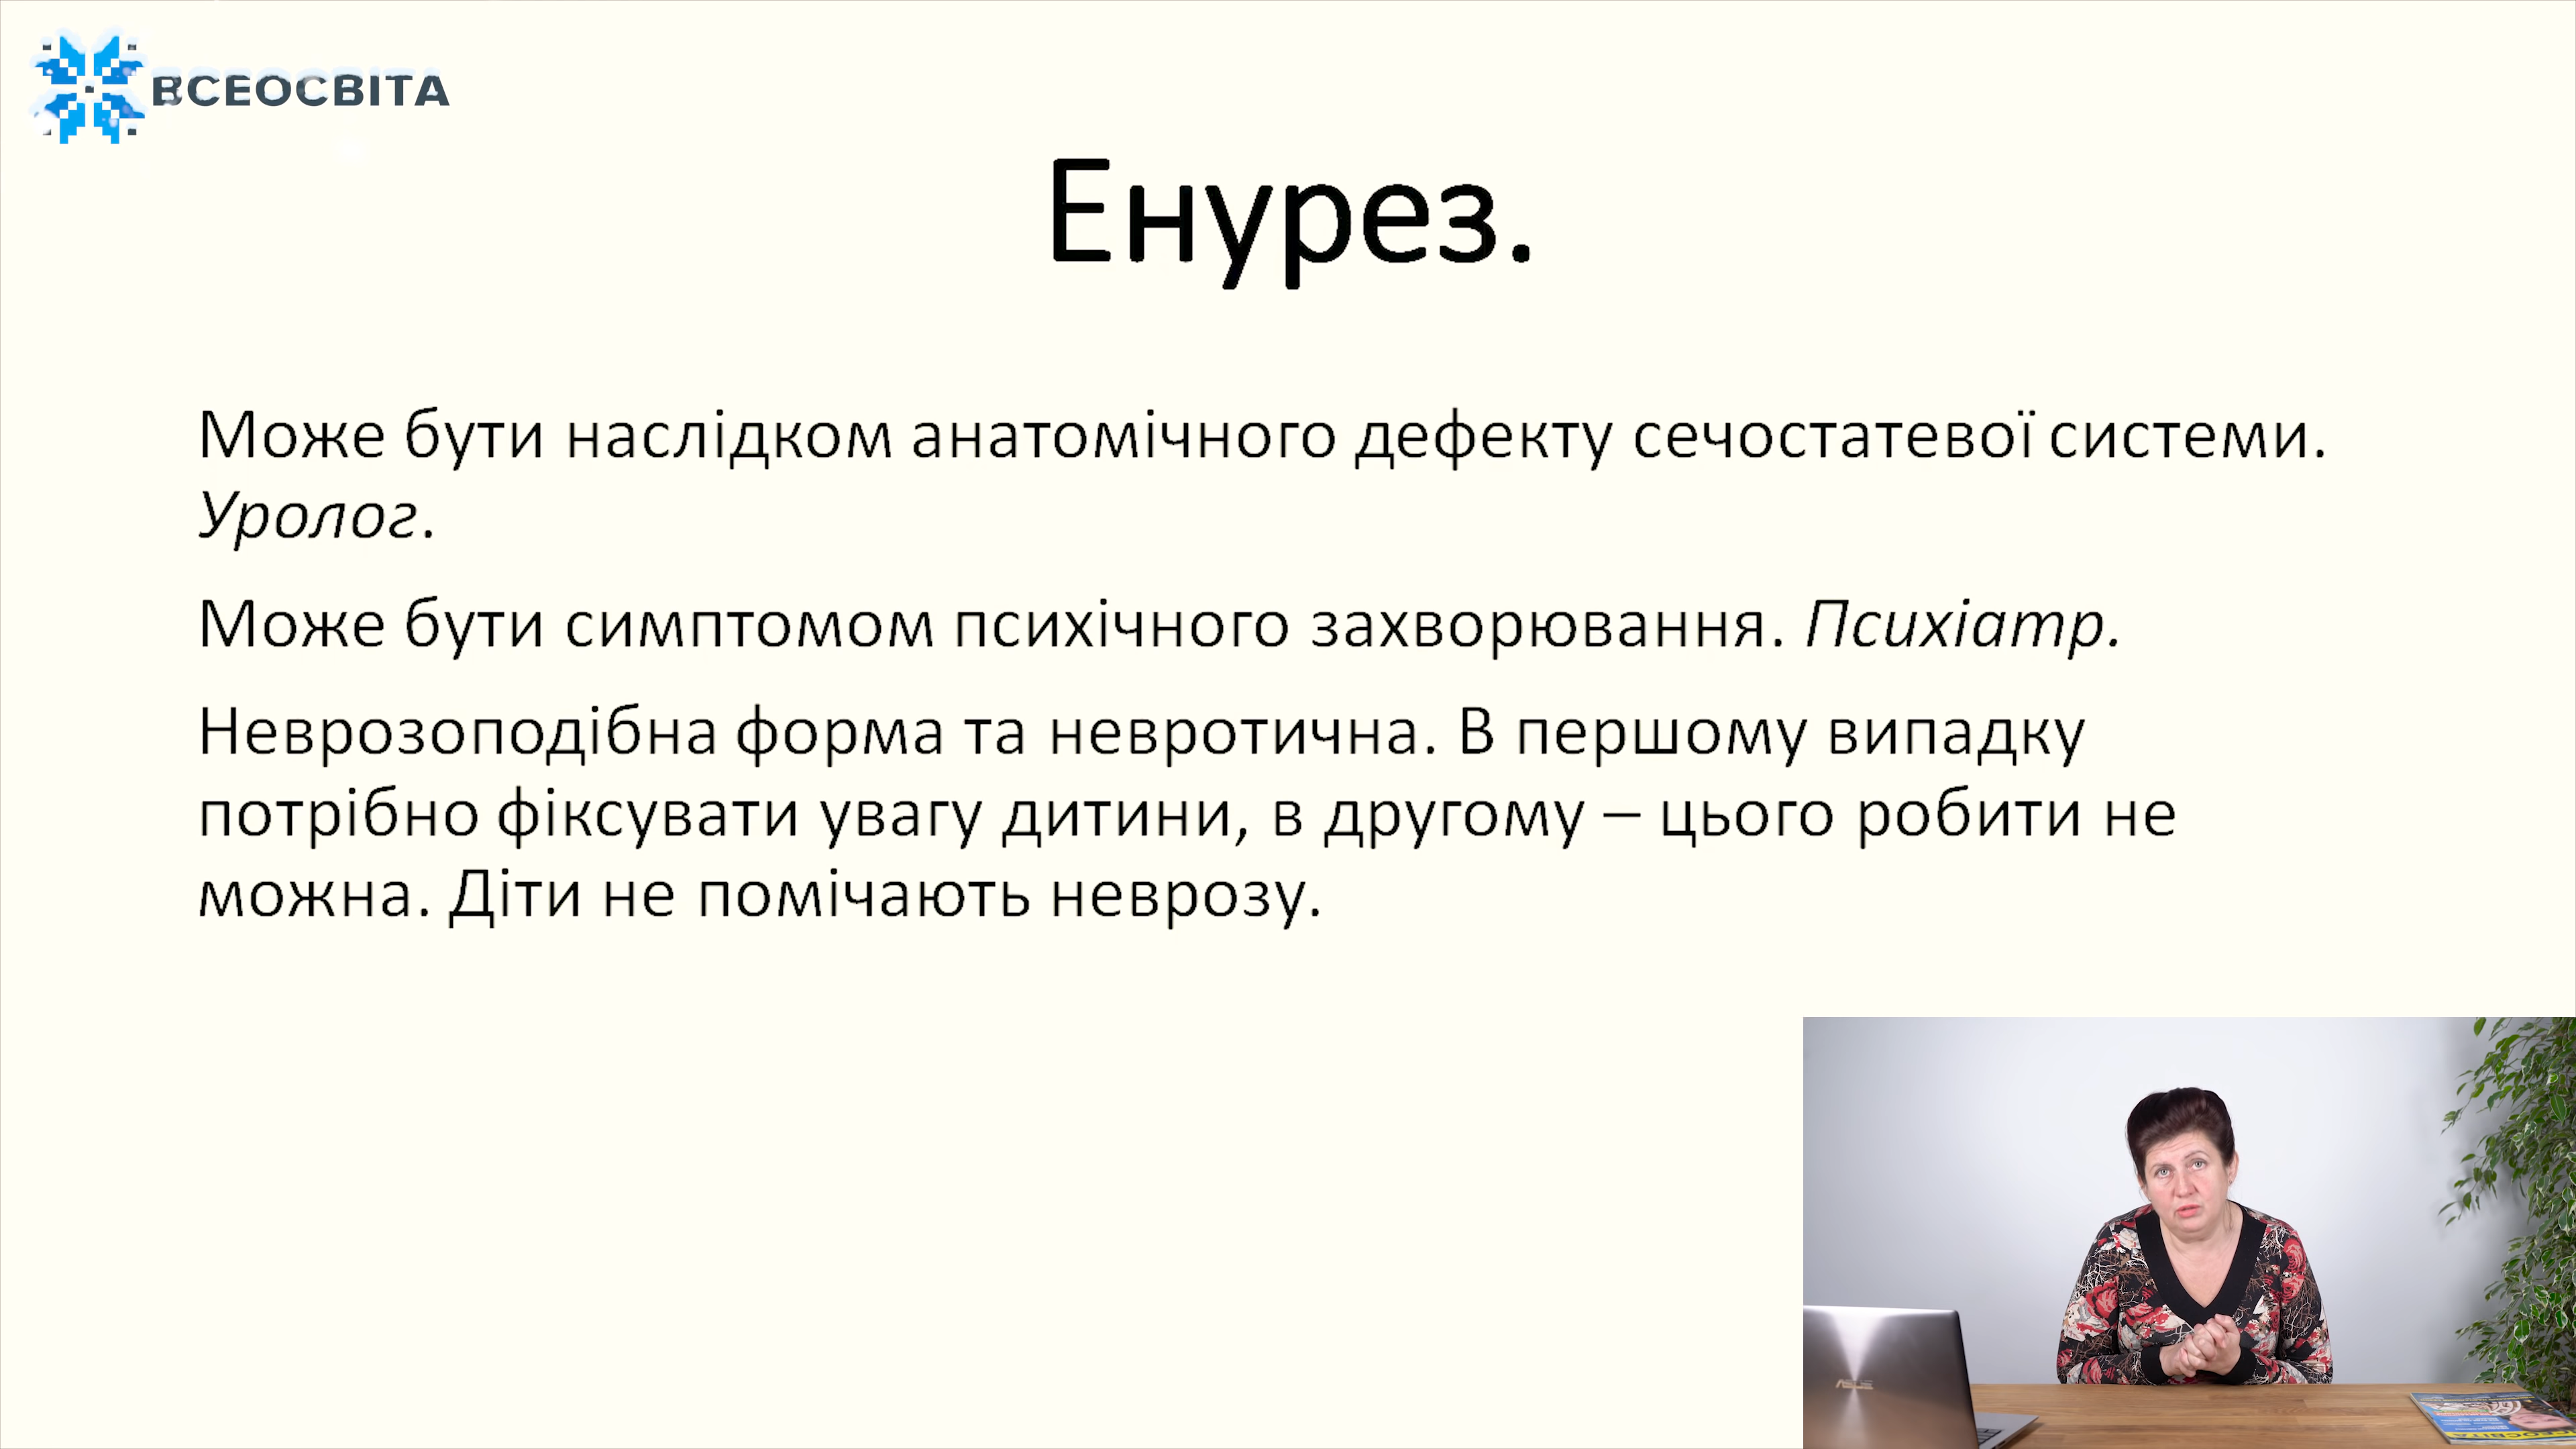 ВСЕОСВІТА
Енурез.
Може бути наслідком анатомічного дефекту сечостатевої системи.
Уролог.
Може бути симптомом психічного захворювання. Психіатр.
Неврозоподібна форма та невротична. В першому випадку
потрібно фіксувати увагу дитини, в другому – цього робити не
можна. Діти не помічають неврозу.
ASUS